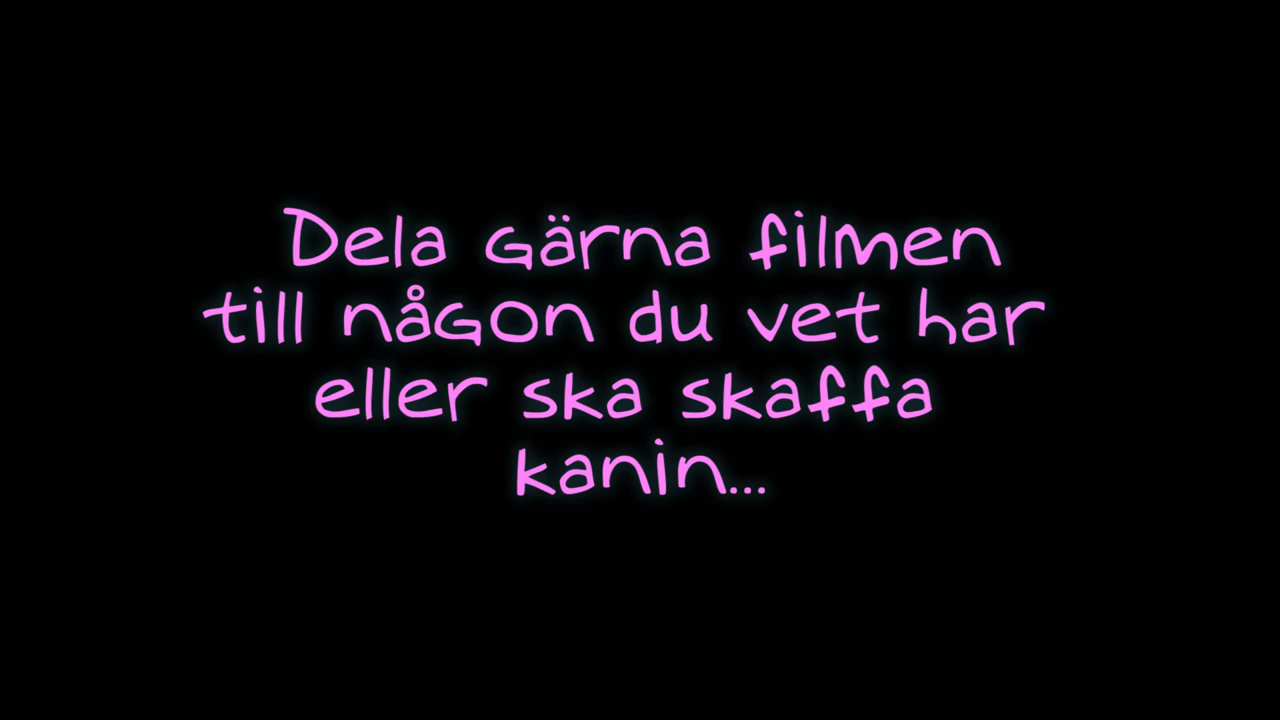 Dela gärna filmen
till någon du vet har
eller ska skaffa
kanin...